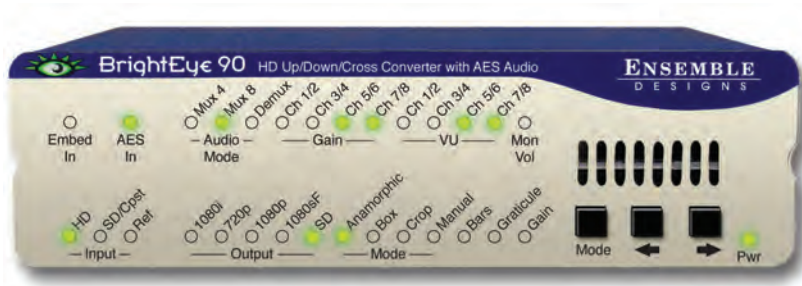 BrightEye 90 HD Up/Down/Cross Converter with AES Audio
ENSEMBLE
DESIGNS
Mux 4 Mux 8 Demux Ch 1/2 Ch 3/4 Ch 5/6 Ch 7/8 Ch 1/2 Ch 3/4 Ch 5/6 Ch 7/8
Embed In
AES In
Audio Mode
Gain
VU
Mon Vol
HD SD/Cpst Ref 1080i 720p 1080p 1080sF SD Anamorphic Box Crop Manual Bars Graticule Gain
Input
Output
Mode
Mode
Pwr